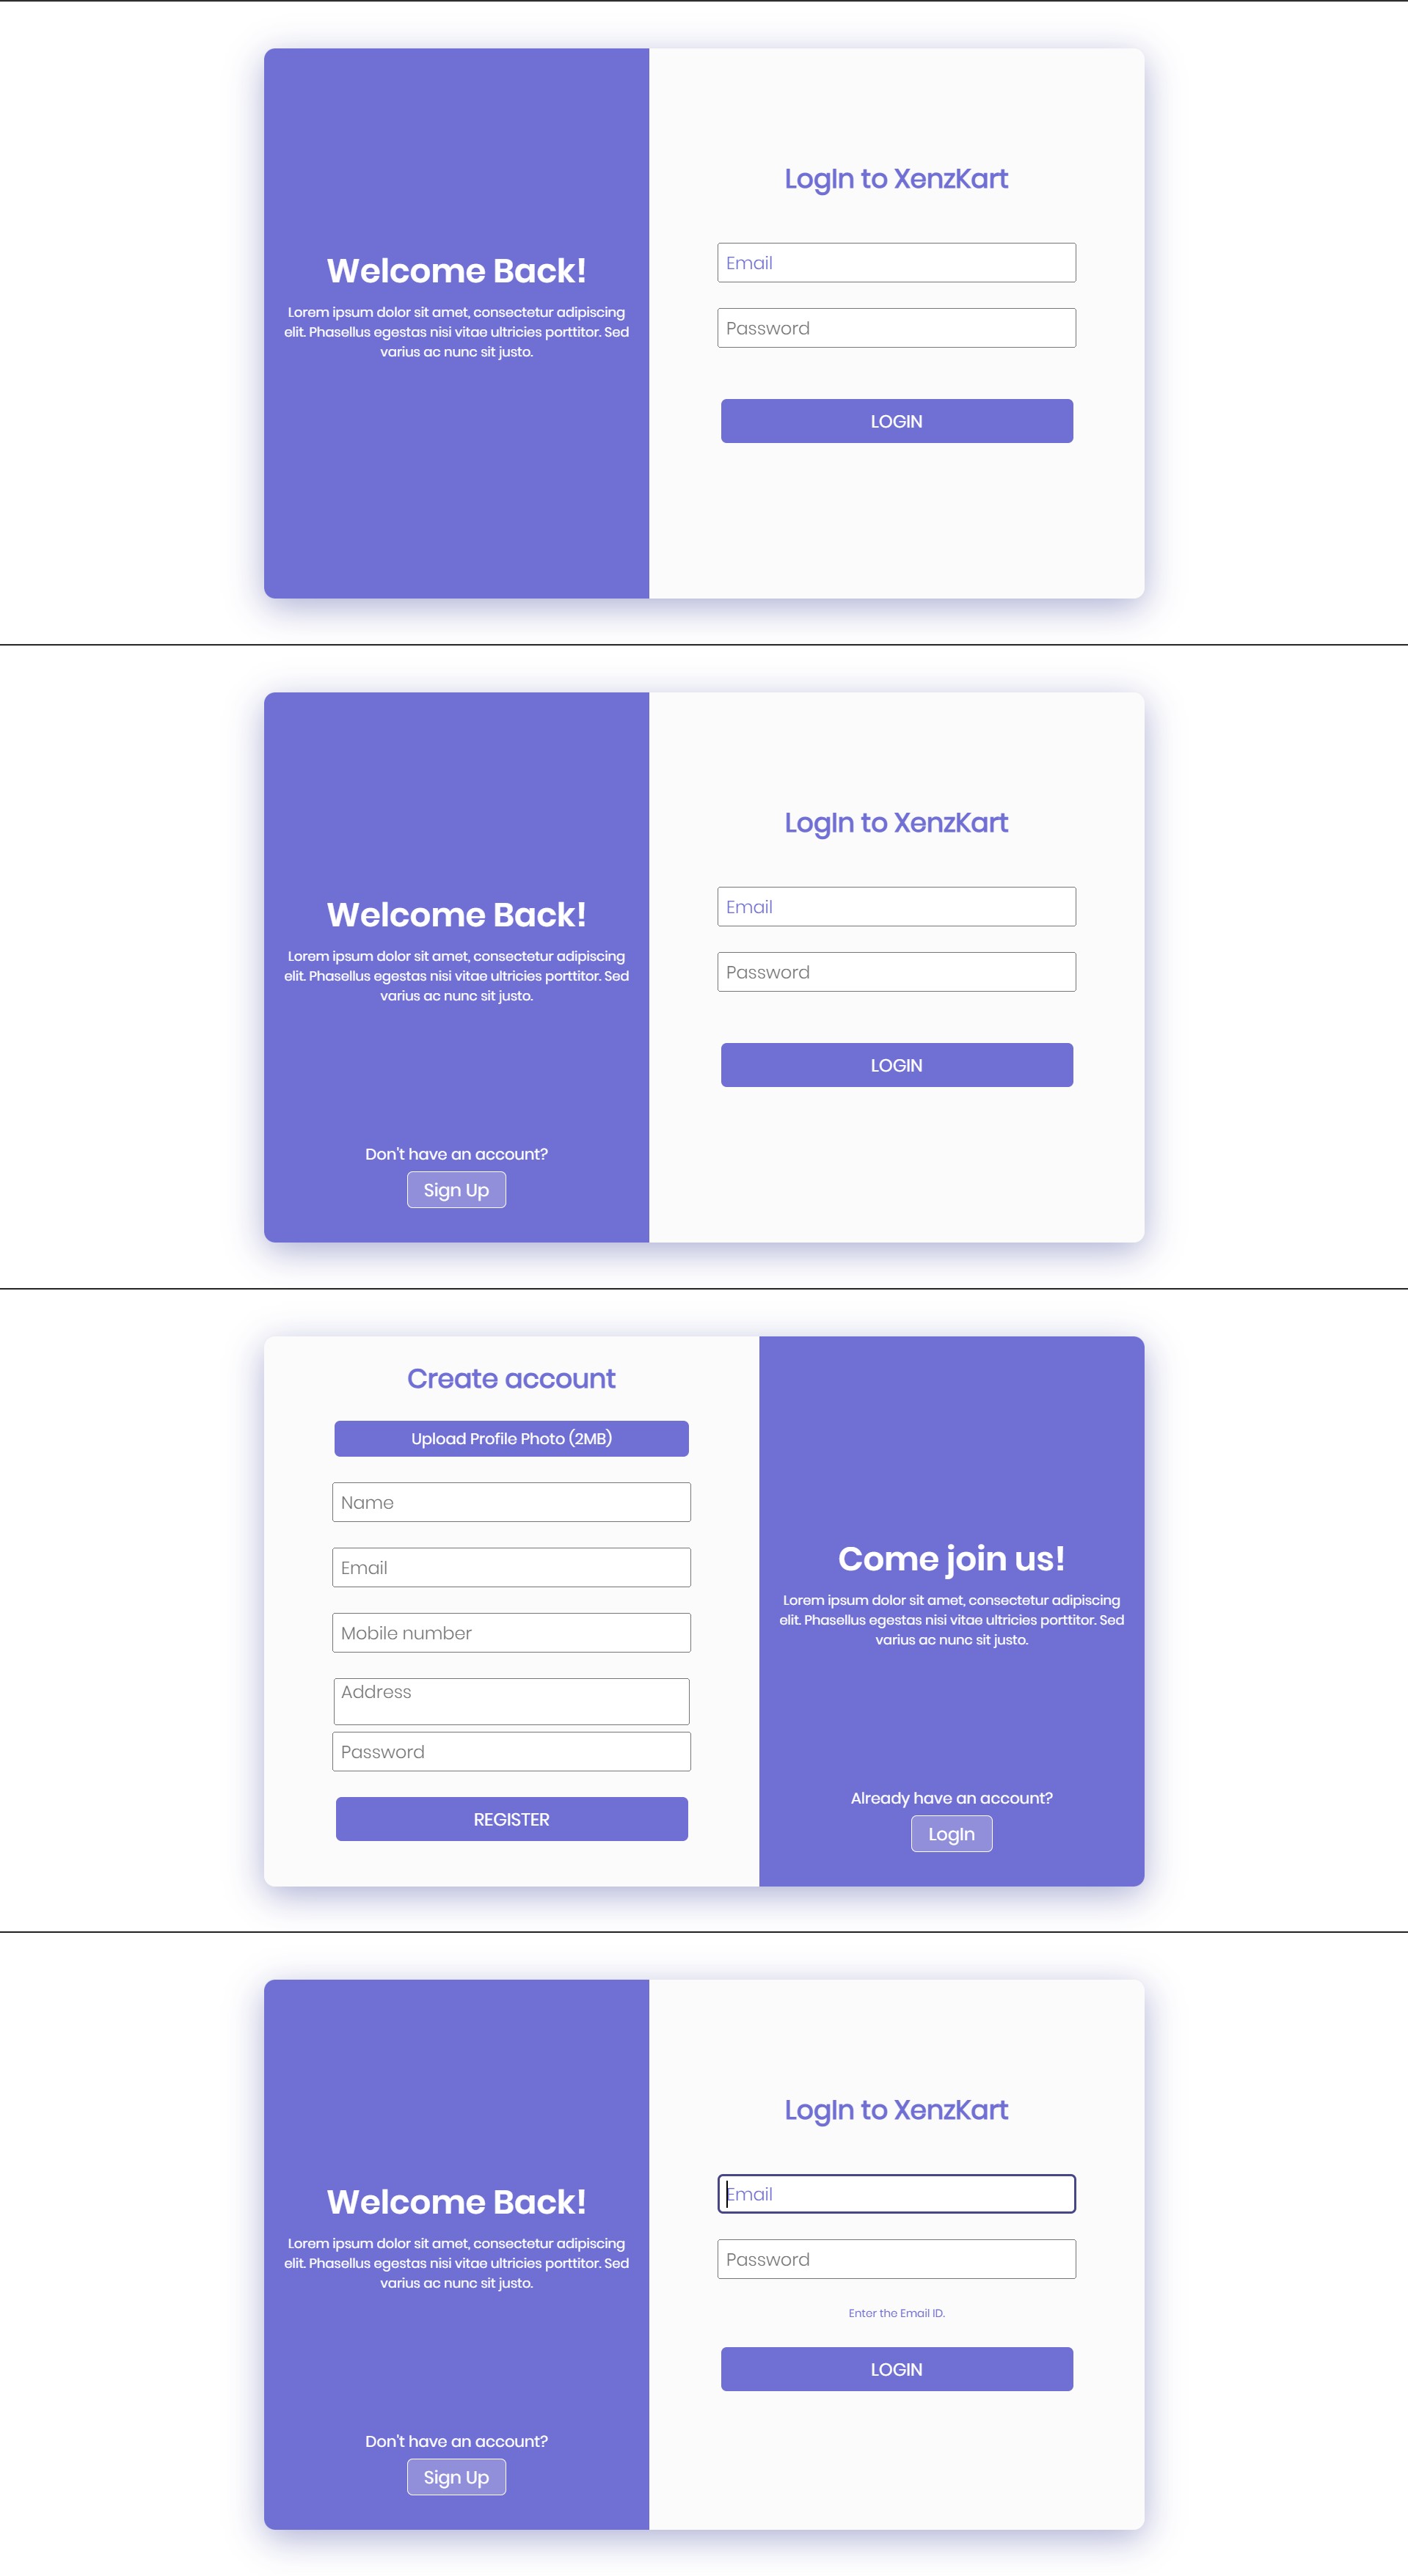 LogIn to XenzKart
Email
Welcome Back!
Lorem ipsum dolor sit amet, consectetur adipiscing
elit. Phasellus egestas nisi vitae ultricies porttitor. Sed
varius ac nunc sit justo.
Password
LOGIN
LogIn to XenzKart
Email
Welcome Back!
Lorem ipsum dolor sit amet, consectetur adipiscing
elit. Phasellus egestas nisi vitae ultricies porttitor. Sed
varius ac nunc sit justo.
Password
LOGIN
Don't have an account?
Sign Up
Create account
Upload Profile Photo (2MB)
Name
Email
Mobile number
Address
Password
REGISTER
Come join us!
Lorem ipsum dolor sit amet, consectetur adipiscing
elit. Phasellus egestas nisi vitae ultricies porttitor. Sed
varius ac nunc sit justo.
Already have an account?
LogIn
LogIn to XenzKart
Email
Welcome Back!
Lorem ipsum dolor sit amet, consectetur adipiscing
elit. Phasellus egestas nisi vitae ultricies porttitor. Sed
varius ac nunc sit justo.
Password
Enter the Email ID.
LOGIN
Don't have an account?
Sign Up